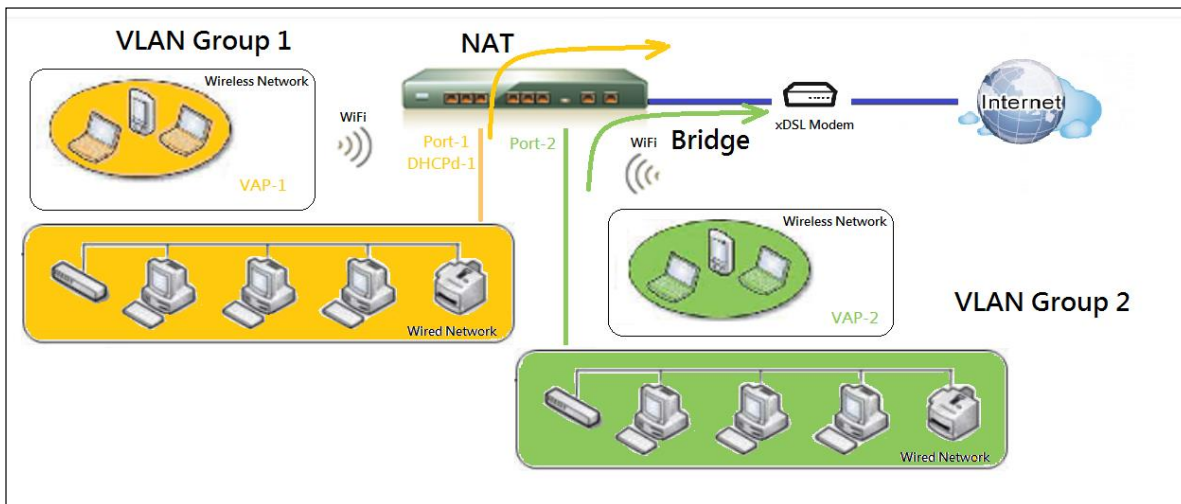 VLAN Group 1
NAT
Wireless Network
WiFi
VAP-1
Port-1
DHCPd-1
Port-2
WiFi
Bridge
xDSL Modem
Internet
Wired Network
Wireless Network
VAP-2
VLAN Group 2
Wired Network